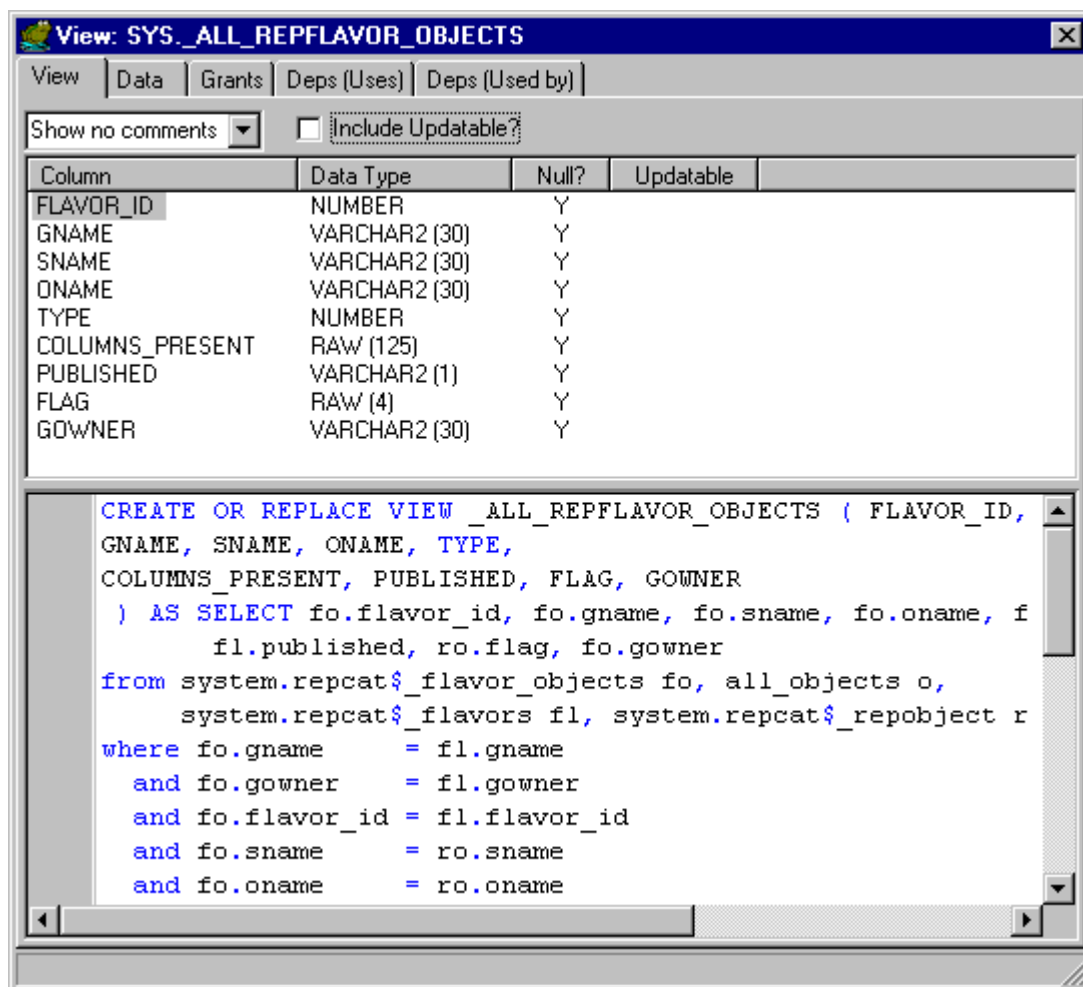 View: SYS._ALL_REPFLAVOR_OBJECTS
View Data Grants Deps (Uses) Deps (Used by)
Show no comments Include Updatable?
Column Data Type Null? Updatable
FLAVOR_ID NUMBER Y
GNAME VARCHAR2 (30) Y
SNAME VARCHAR2 (30) Y
ONAME VARCHAR2 (30) Y
TYPE NUMBER Y
COLUMNS_PRESENT RAW (125) Y
PUBLISHED VARCHAR2 (1) Y
FLAG RAW (4) Y
GOWNER VARCHAR2 (30) Y
CREATE OR REPLACE VIEW _ALL_REPFLAVOR_OBJECTS ( FLAVOR_ID,
GNAME, SNAME, ONAME, TYPE,
COLUMNS_PRESENT, PUBLISHED, FLAG, GOWNER
) AS SELECT fo.flavor_id, fo.gname, fo.sname, fo.oname, f
fl.published, ro.flag, fo.gowner
from system.repcat$_flavor_objects fo, all_objects o,
system.repcat$_flavors fl, system.repcat$_repobject r
where fo.gname = fl.gname
and fo.gowner = fl.gowner
and fo.flavor_id = fl.flavor_id
and fo.sname = ro.sname
and fo.oname = ro.oname